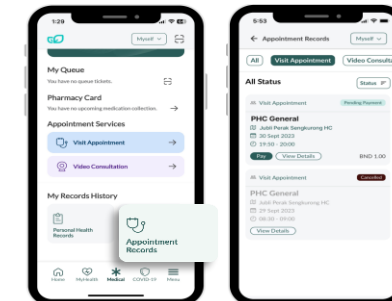 1:29
Myself
My Queue
You have no queue tickets.
Pharmacy Card
You have no upcoming medication collection.
Appointment Services
Visit Appointment
Video Consultation
My Records History
Personal Health
Records
Appointment
Records
Home MyHealth Medical COVID-19 Menu
5:53
Appointment Records
Myself
All Visit Appointment Video Consulta
All Status
Status
Visit Appointment Pending Payment
PHC General
Jubli Perak Sengkurong HC
30 Sept 2023
19:50 - 20:00
Pay View Details BND 1.00
Visit Appointment Cancelled
PHC General
Jubli Perak Sengkurong HC
29 Sept 2023
08:30 - 09:00
View Details